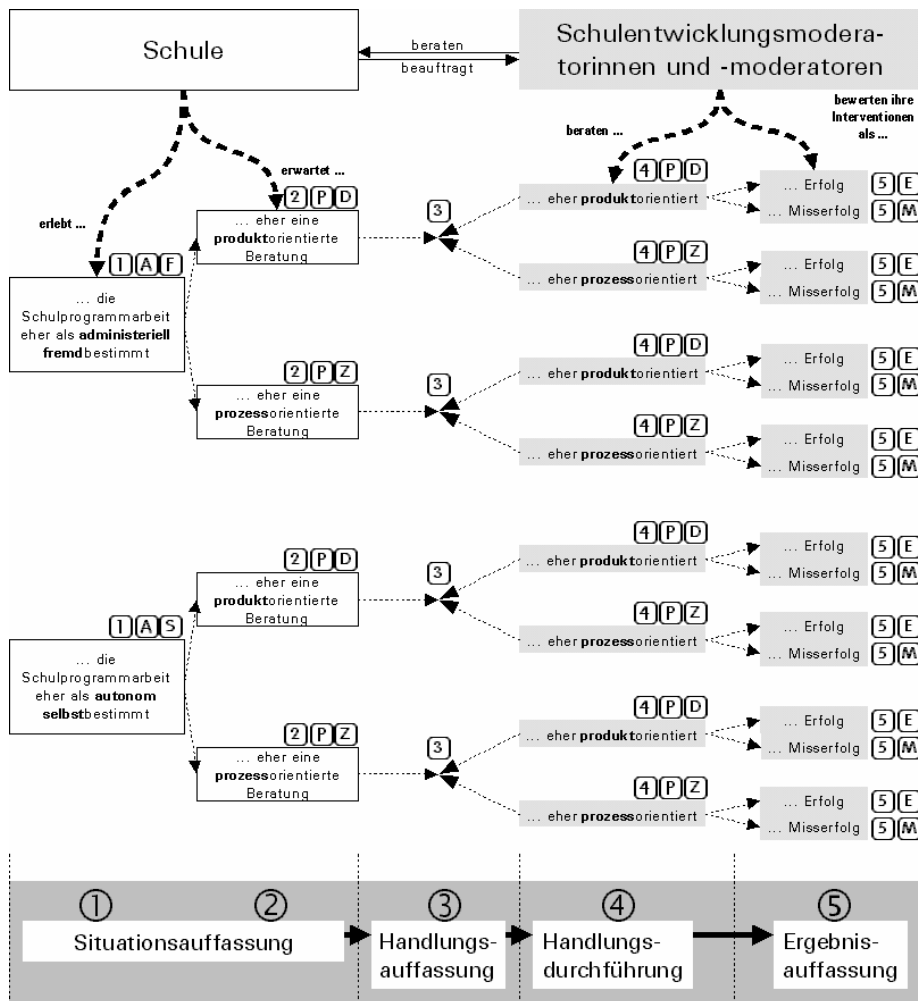 Schule
beraten
beauftragt
Schulentwicklungsmodera-
torinnen und -moderatoren
erlebt ...
erwartet ...
beraten ...
bewerten ihre
Interventionen
als ...
1 A F
... die
Schulprogrammarbeit
eher als administeriell
fremdbestimmt
2 P D
... eher eine
produktorientierte
Beratung
3
4 P D
... eher produktorientiert
... Erfolg 5 E
... Misserfolg 5 M
4 P Z
... eher prozessorientiert
... Erfolg 5 E
... Misserfolg 5 M
2 P Z
... eher eine
prozessorientierte
Beratung
3
4 P D
... eher produktorientiert
... Erfolg 5 E
... Misserfolg 5 M
4 P Z
... eher prozessorientiert
... Erfolg 5 E
... Misserfolg 5 M
1 A S
... die
Schulprogrammarbeit
eher als autonom
selbstbestimmt
2 P D
... eher eine
produktorientierte
Beratung
3
4 P D
... eher produktorientiert
... Erfolg 5 E
... Misserfolg 5 M
4 P Z
... eher prozessorientiert
... Erfolg 5 E
... Misserfolg 5 M
2 P Z
... eher eine
prozessorientierte
Beratung
3
4 P D
... eher produktorientiert
... Erfolg 5 E
... Misserfolg 5 M
4 P Z
... eher prozessorientiert
... Erfolg 5 E
... Misserfolg 5 M
① ②
Situationsauffassung
③
Handlungs-
auffassung
④
Handlungs-
durchführung
⑤
Ergebnis-
auffassung